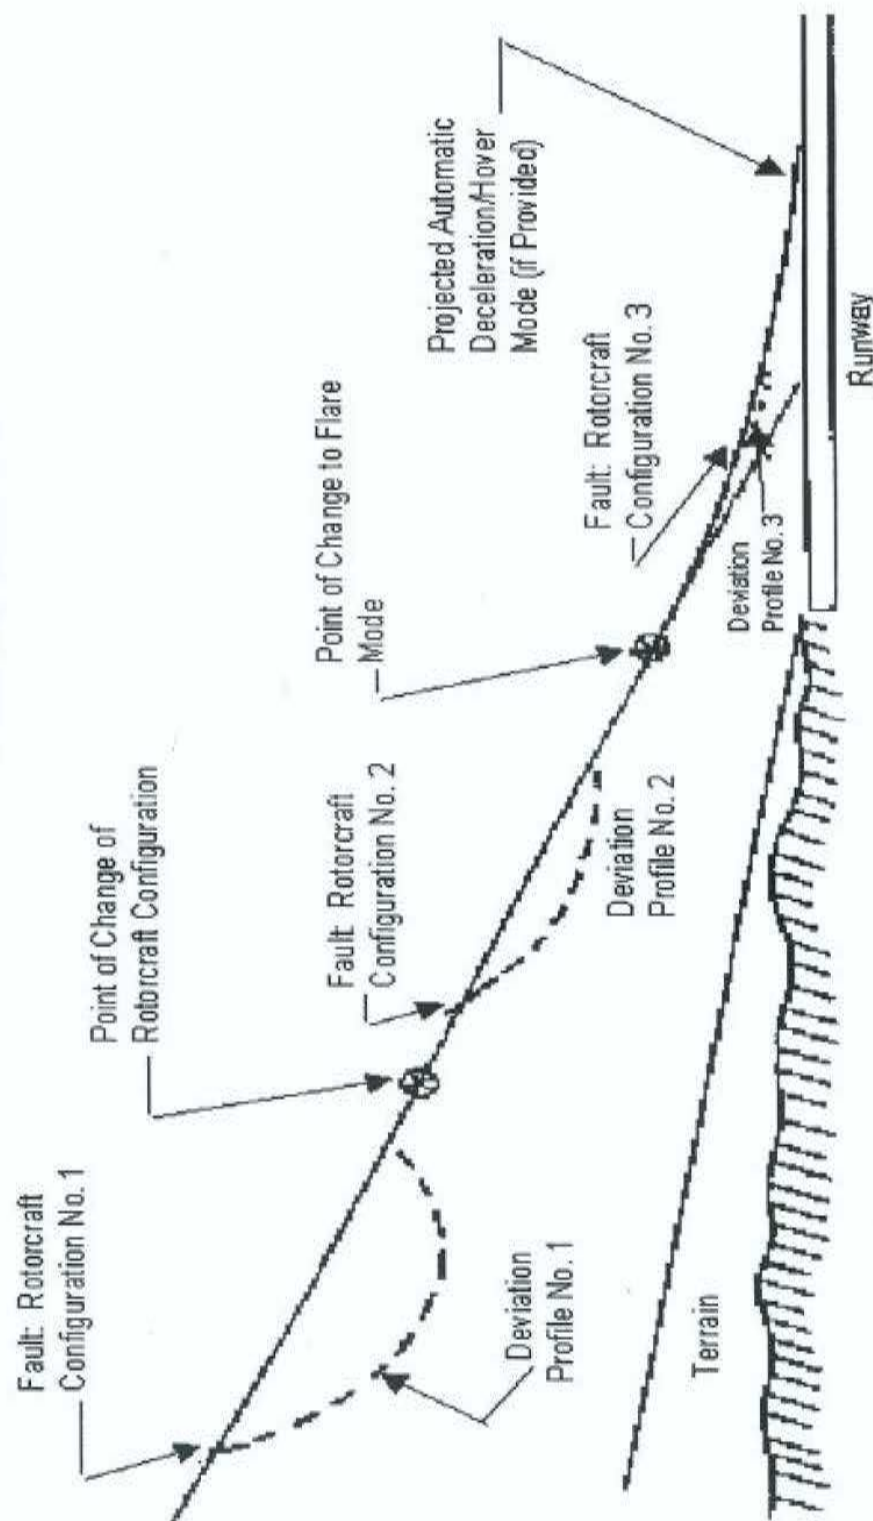 Fault: Rotorcraft
Configuration No. 1
Point of Change of
Rotorcraft Configuration
Fault: Rotorcraft
Configuration No. 2
Point of Change to Flare
Mode
Projected Automatic
Deceleration/Hover
Mode (if Provided)
Fault: Rotorcraft
Configuration No. 3
Deviation
Profile No. 1
Deviation
Profile No. 2
Deviation
Profile No. 3
Terrain
Runway